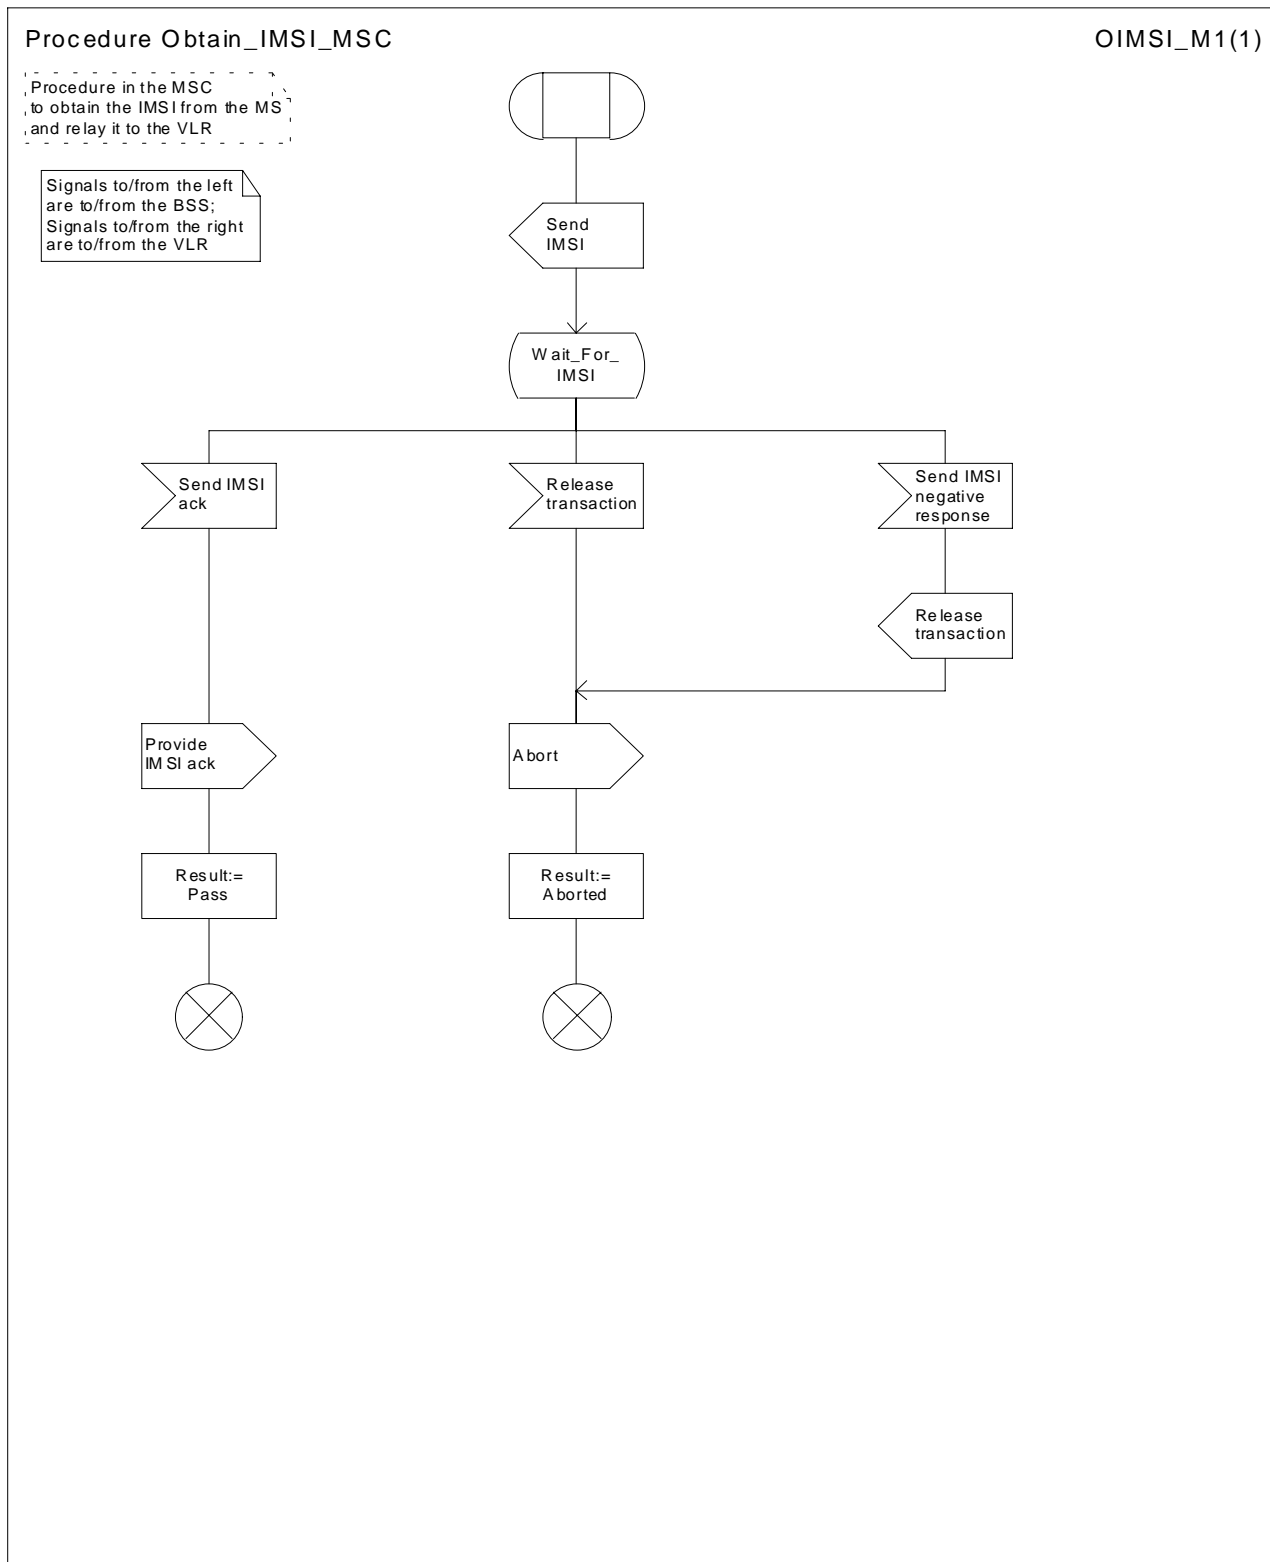 Procedure Obtain_IMSI_MSC
OIMSI_M1(1)
Procedure in the MSC
to obtain the IMSI from the MS
and relay it to the VLR
Signals to/from the left
are to/from the BSS;
Signals to/from the right
are to/from the VLR
Send
IMSI
Wait_For_
IMSI
Send IMSI
ack
Release
transaction
Send IMSI
negative
response
Release
transaction
Provide
IMSI ack
Abort
Result:=
Pass
Result:=
Aborted